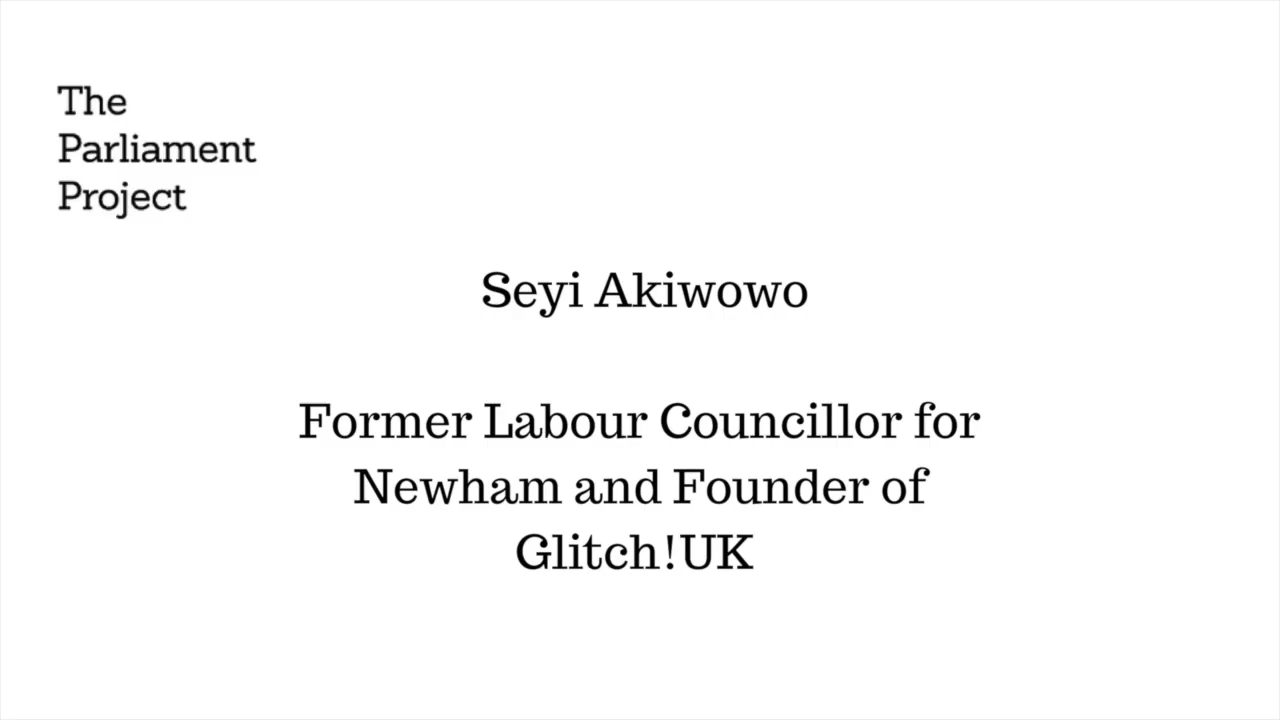 The
Parliament
Project
Seyi Akiwowo
Former Labour Councillor for
Newham and Founder of
Glitch!UK